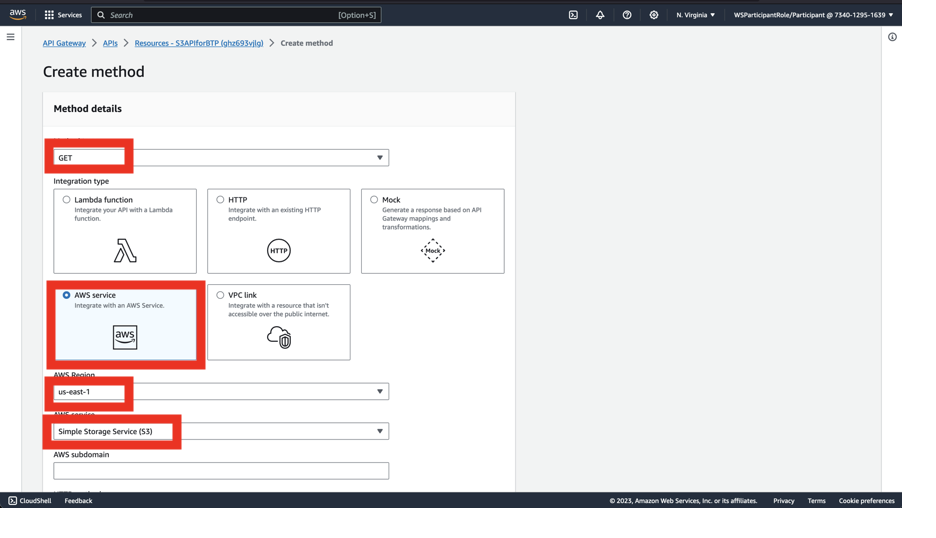 aws
Services
Search
[Option+S]
N. Virginia
WSParticipantRole/Participant @ 7340-1295-1639
API Gateway
APIs
Resources - S3APIforBTP (ghz693vjlg)
Create method
Create method
Method details
GET
Integration type
Lambda function
Integrate your API with a Lambda
function.
HTTP
Integrate with an existing HTTP
endpoint.
HTTP
Mock
Generate a response based on API
Gateway mappings and
transformations.
Mock
AWS service
Integrate with an AWS Service.
aws
VPC link
Integrate with a resource that isn't
accessible over the public internet.
AWS Region
us-east-1
AWS service
Simple Storage Service (S3)
AWS subdomain
CloudShell
Feedback
© 2023, Amazon Web Services, Inc. or its affiliates.
Privacy
Terms
Cookie preferences